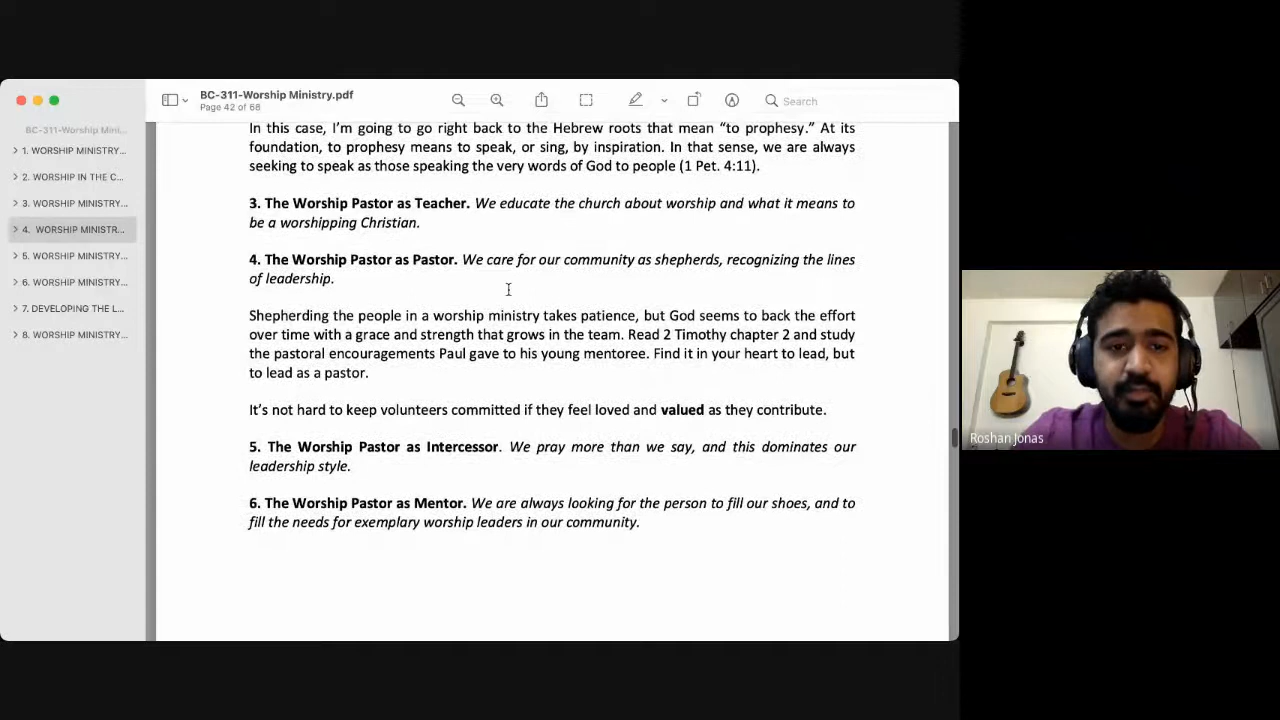 BC-311-Worship Ministry.pdf
Page 42 of 68
Search
BC-311-Worship Mini...
1. WORSHIP MINISTRY...
2. WORSHIP IN THE C...
3. WORSHIP MINISTRY...
4. WORSHIP MINISTR...
5. WORSHIP MINISTRY...
6. WORSHIP MINISTRY...
7. DEVELOPING THE L...
8. WORSHIP MINISTRY...
In this case, I’m going to go right back to the Hebrew roots that mean “to prophesy.” At its
foundation, to prophesy means to speak, or sing, by inspiration. In that sense, we are always
seeking to speak as those speaking the very words of God to people (1 Pet. 4:11).
3. The Worship Pastor as Teacher. We educate the church about worship and what it means to
be a worshipping Christian.
4. The Worship Pastor as Pastor. We care for our community as shepherds, recognizing the lines
of leadership.
Shepherding the people in a worship ministry takes patience, but God seems to back the effort
over time with a grace and strength that grows in the team. Read 2 Timothy chapter 2 and study
the pastoral encouragements Paul gave to his young mentoree. Find it in your heart to lead, but
to lead as a pastor.
It’s not hard to keep volunteers committed if they feel loved and valued as they contribute.
5. The Worship Pastor as Intercessor. We pray more than we say, and this dominates our
leadership style.
6. The Worship Pastor as Mentor. We are always looking for the person to fill our shoes, and to
fill the needs for exemplary worship leaders in our community.
Roshan Jonas